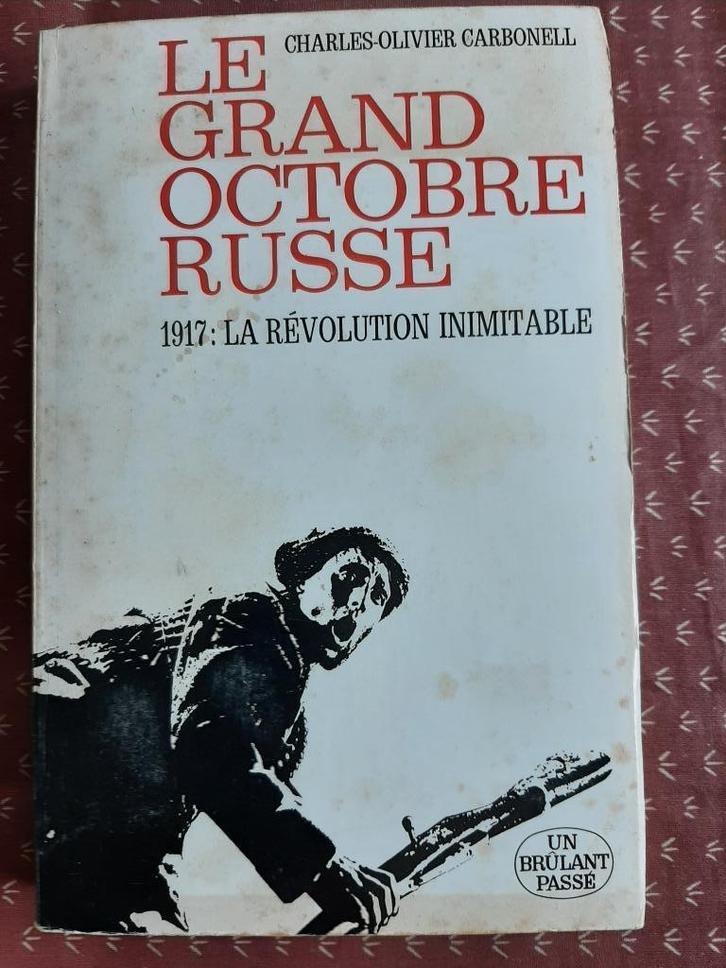 CHARLES-OLIVIER CARBONELL
LE
GRAND
OCTOBRE
RUSSE
1917: LA RÉVOLUTION INIMITABLE
UN
BRÛLANT
PASSÉ